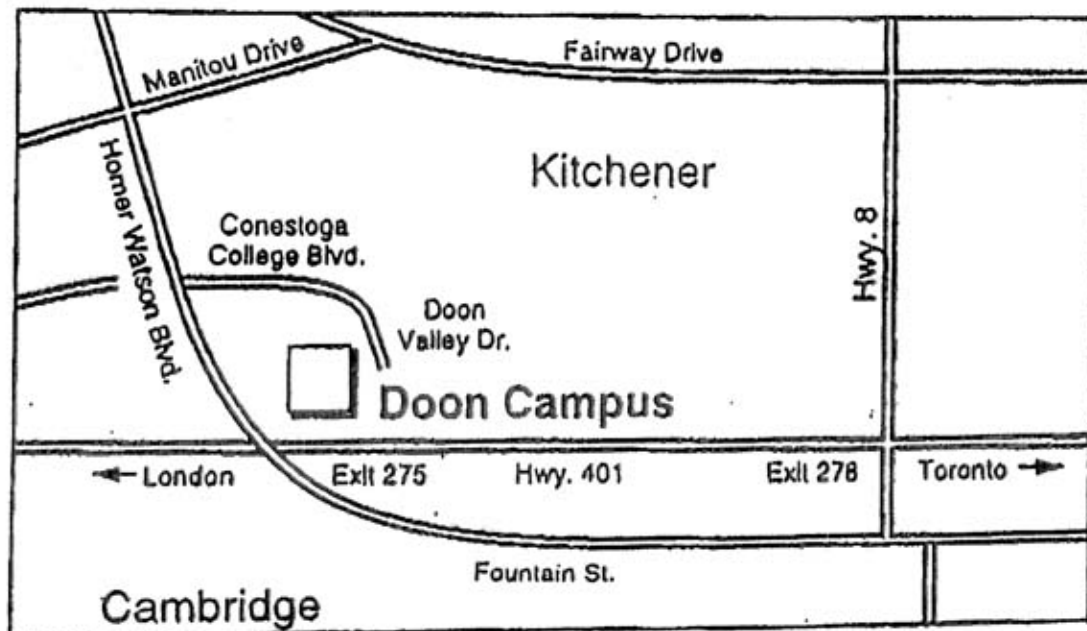 Manitou Drive
Fairway Drive
Kitchener
Homer Watson Blvd.
Conestoga
College Blvd.
Hwy. 8
Doon
Valley Dr.
Doon Campus
London
Exit 275
Hwy. 401
Exit 278
Toronto
Fountain St.
Cambridge